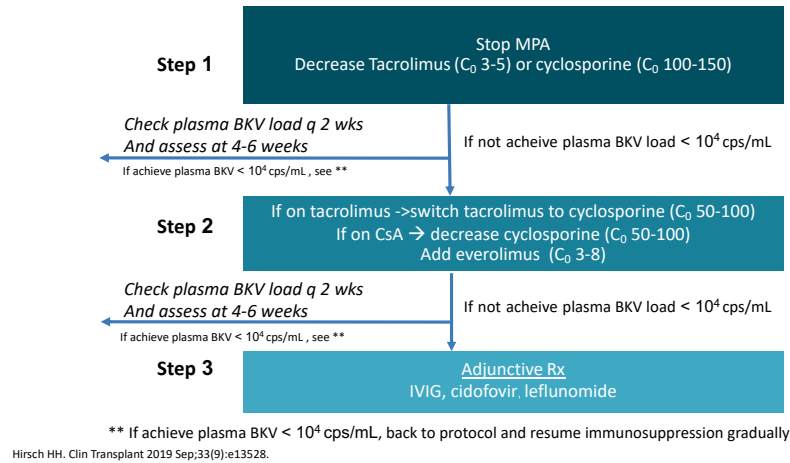 Step 1
Stop MPA
Decrease Tacrolimus (C₀ 3-5) or cyclosporine (C₀ 100-150)
Check plasma BKV load q 2 wks
And assess at 4-6 weeks
If achieve plasma BKV < 10⁴ cps/mL , see **
If not acheive plasma BKV load < 10⁴ cps/mL
Step 2
If on tacrolimus ->switch tacrolimus to cyclosporine (C₀ 50-100)
If on CsA → decrease cyclosporine (C₀ 50-100)
Add everolimus (C₀ 3-8)
Check plasma BKV load q 2 wks
And assess at 4-6 weeks
If achieve plasma BKV < 10⁴ cps/mL , see **
If not acheive plasma BKV load < 10⁴ cps/mL
Step 3
Adjunctive Rx
IVIG, cidofovir, leflunomide
** If achieve plasma BKV < 10⁴ cps/mL, back to protocol and resume immunosuppression gradually
Hirsch HH. Clin Transplant 2019 Sep;33(9):e13528.